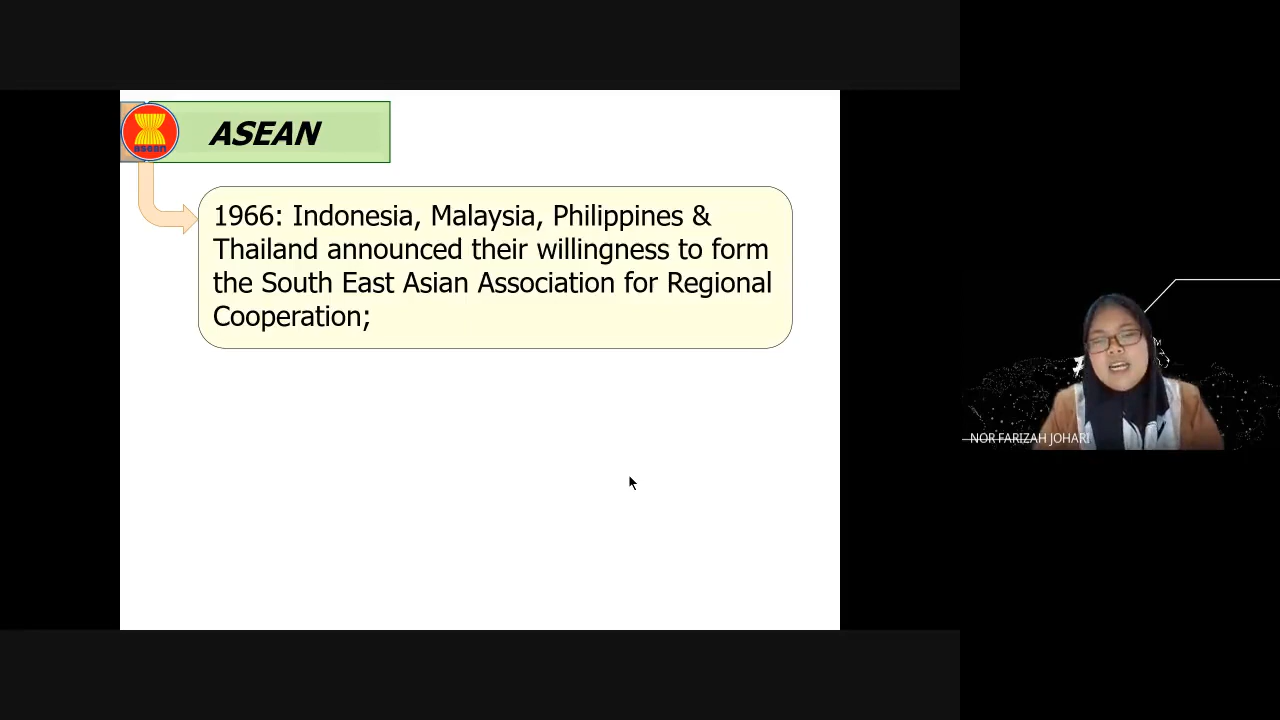 asean
ASEAN
1966: Indonesia, Malaysia, Philippines &
Thailand announced their willingness to form
the South East Asian Association for Regional
Cooperation;
NOR FARIZAH JOHARI